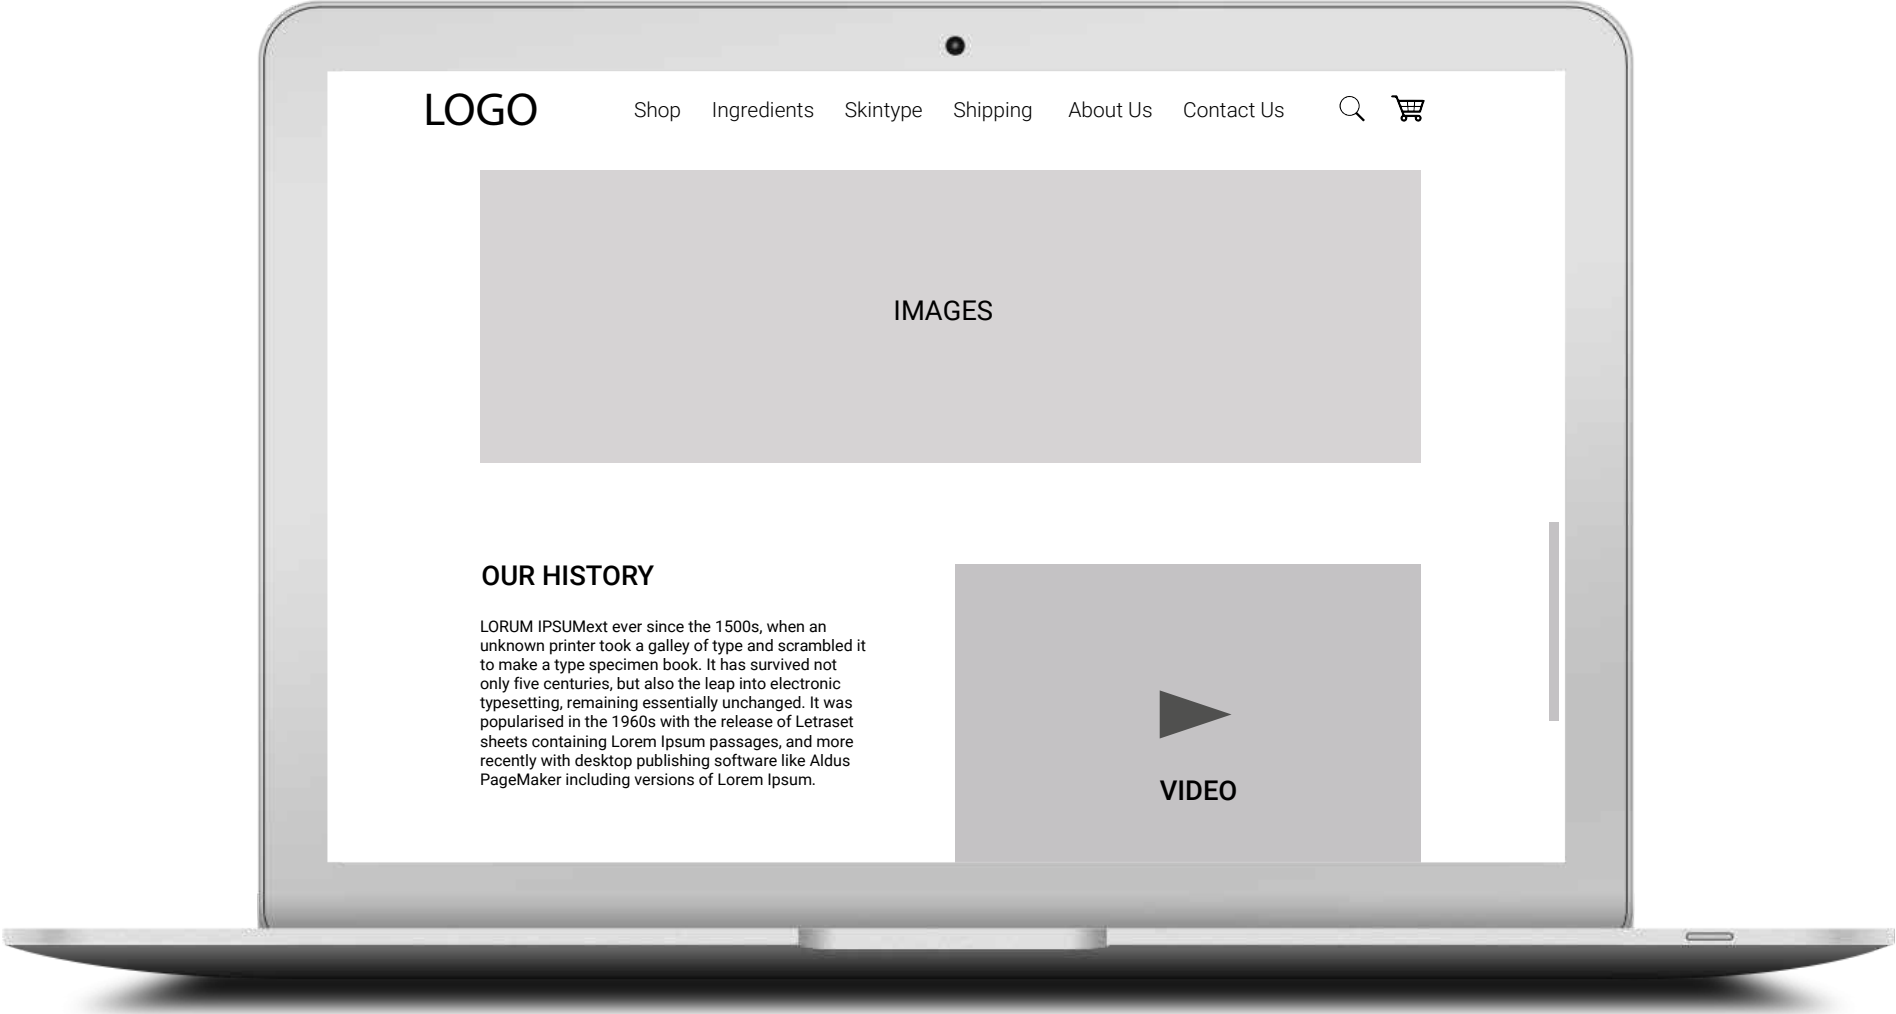 LOGO
Shop Ingredients Skintype Shipping About Us Contact Us
IMAGES
OUR HISTORY
LORUM IPSUMext ever since the 1500s, when an
unknown printer took a galley of type and scrambled it
to make a type specimen book. It has survived not
only five centuries, but also the leap into electronic
typesetting, remaining essentially unchanged. It was
popularised in the 1960s with the release of Letraset
sheets containing Lorem Ipsum passages, and more
recently with desktop publishing software like Aldus
PageMaker including versions of Lorem Ipsum.
VIDEO